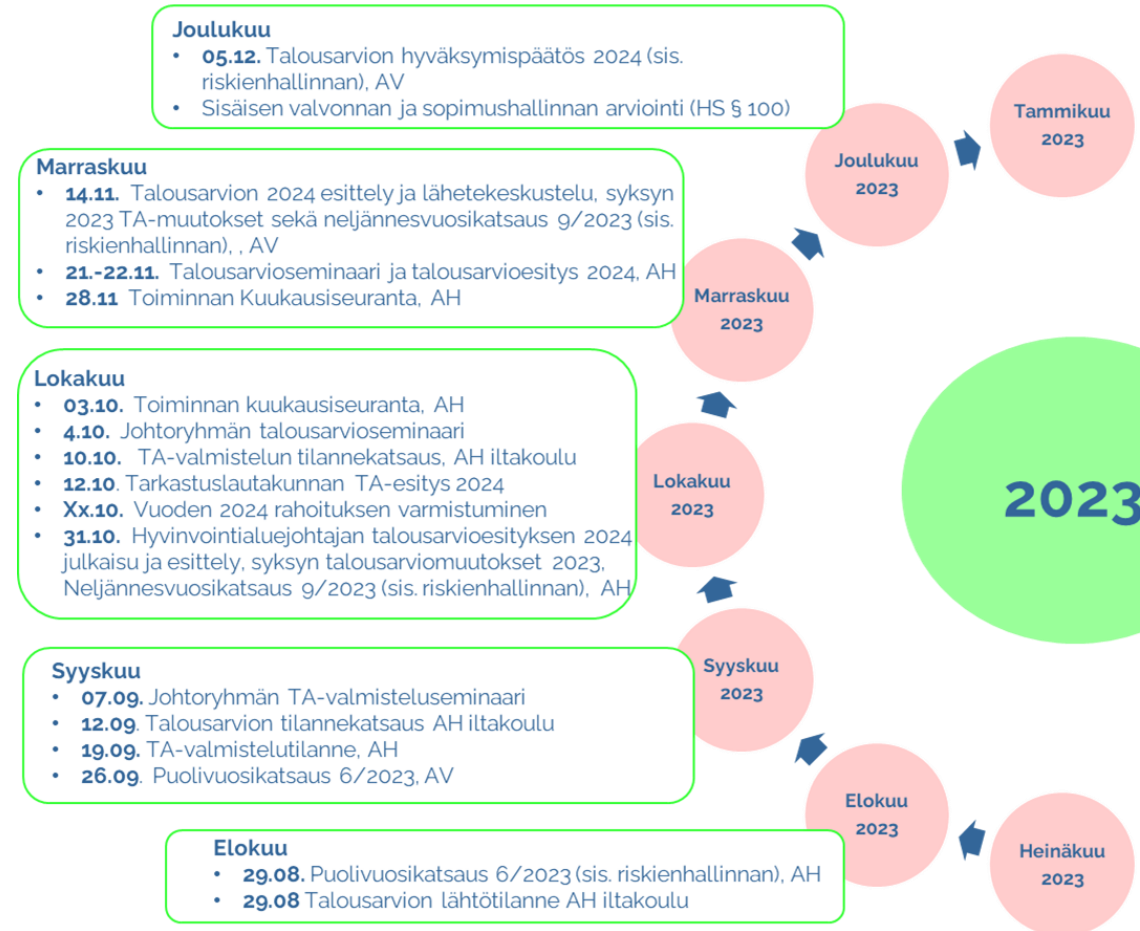 Joulukuu
• 05.12. Talousarvion hyväksymispäätös 2024 (sis.
riskienhallinnan), AV
• Sisäisen valvonnan ja sopimushallinnan arviointi (HS § 100)
Tammikuu
2023
Joulukuu
2023
Marraskuu
• 14.11. Talousarvion 2024 esittely ja lähetekeskustelu, syksyn
2023 TA-muutokset sekä neljännesvuosikatsaus 9/2023 (sis.
riskienhallinnan), , AV
• 21.-22.11. Talousarvioseminaari ja talousarvioesitys 2024, AH
• 28.11 Toiminnan Kuukausiseuranta, AH
Marraskuu
2023
Lokakuu
• 03.10. Toiminnan kuukausiseuranta, AH
• 4.10. Johtoryhmän talousarvioseminaari
• 10.10. TA-valmistelun tilannekatsaus, AH iltakoulu
• 12.10. Tarkastuslautakunnan TA-esitys 2024
• Xx.10. Vuoden 2024 rahoituksen varmistuminen
• 31.10. Hyvinvointialuejohtajan talousarvioesityksen 2024
julkaisu ja esittely, syksyn talousarviomuutokset 2023,
Neljännesvuosikatsaus 9/2023 (sis. riskienhallinnan), AH
Lokakuu
2023
2023
Syyskuu
• 07.09. Johtoryhmän TA-valmisteluseminaari
• 12.09. Talousarvion tilannekatsaus AH iltakoulu
• 19.09. TA-valmistelutilanne, AH
• 26.09. Puolivuosikatsaus 6/2023, AV
Syyskuu
2023
Elokuu
• 29.08. Puolivuosikatsaus 6/2023 (sis. riskienhallinnan), AH
• 29.08 Talousarvion lähtötilanne AH iltakoulu
Elokuu
2023
Heinäkuu
2023